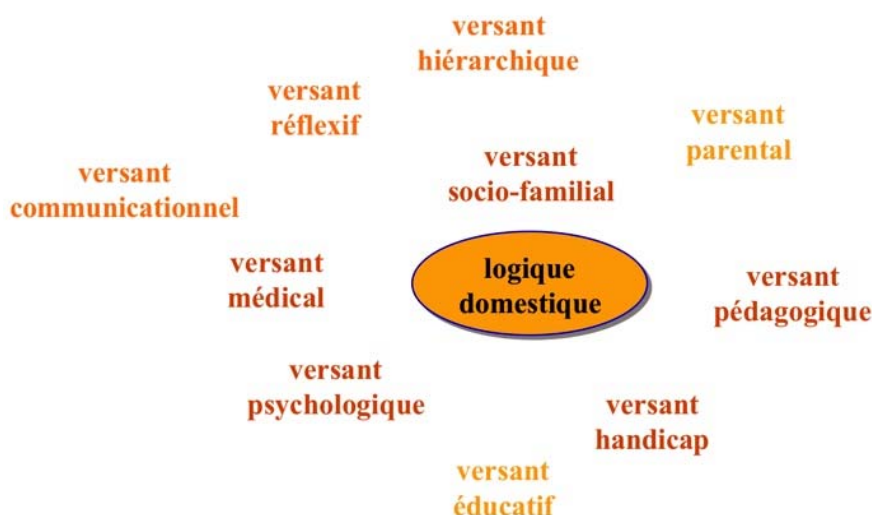 versant
hiérarchique
versant
réflexif
versant
parental
versant
socio-familial
versant
communicationnel
versant
médical
logique
domestique
versant
pédagogique
versant
psychologique
versant
handicap
versant
éducatif